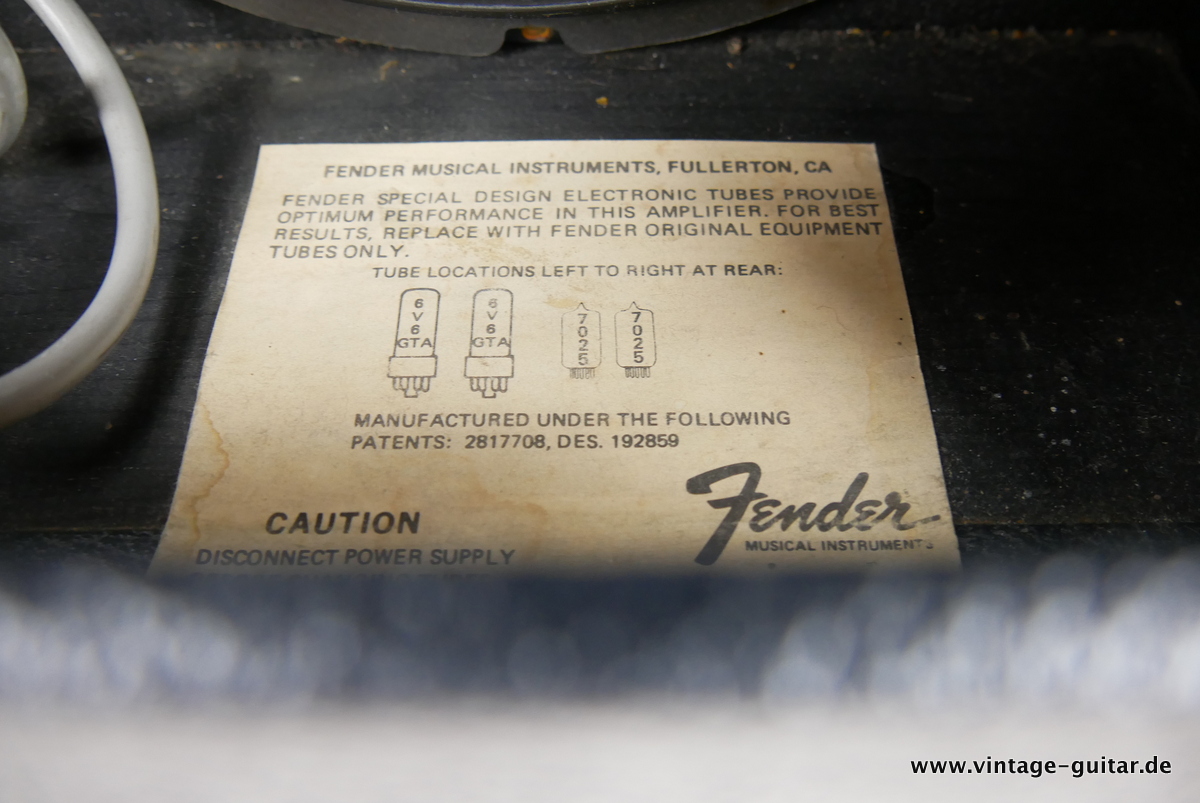 FENDER MUSICAL INSTRUMENTS, FULLERTON, CA
FENDER SPECIAL DESIGN ELECTRONIC TUBES PROVIDE
OPTIMUM PERFORMANCE IN THIS AMPLIFIER. FOR BEST
RESULTS, REPLACE WITH FENDER ORIGINAL EQUIPMENT
TUBES ONLY.
TUBE LOCATIONS LEFT TO RIGHT AT REAR:
6V6GTA 6V6GTA 7025 7025
MANUFACTURED UNDER THE FOLLOWING
PATENTS: 2817708, DES. 192859
Fender
MUSICAL INSTRUMENTS
CAUTION
DISCONNECT POWER SUPPLY
www.vintage-guitar.de